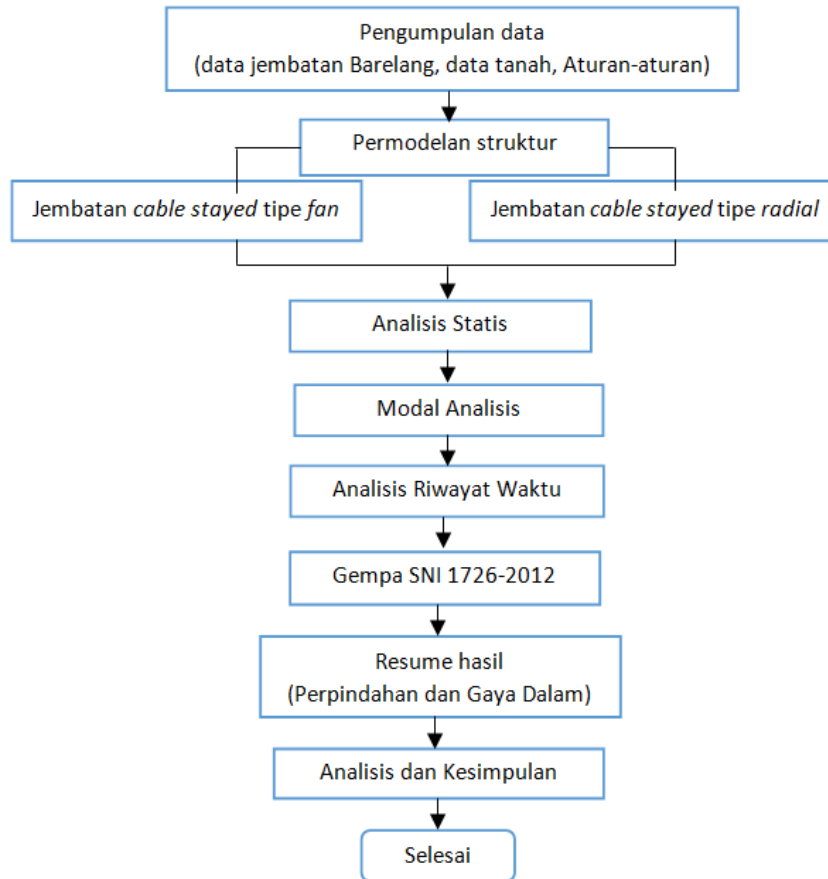 Pengumpulan data
(data jembatan Barelang, data tanah, Aturan-aturan)
Permodelan struktur
Jembatan cable stayed tipe fan
Jembatan cable stayed tipe radial
Analisis Statis
Modal Analisis
Analisis Riwayat Waktu
Gempa SNI 1726-2012
Resume hasil
(Perpindahan dan Gaya Dalam)
Analisis dan Kesimpulan
Selesai